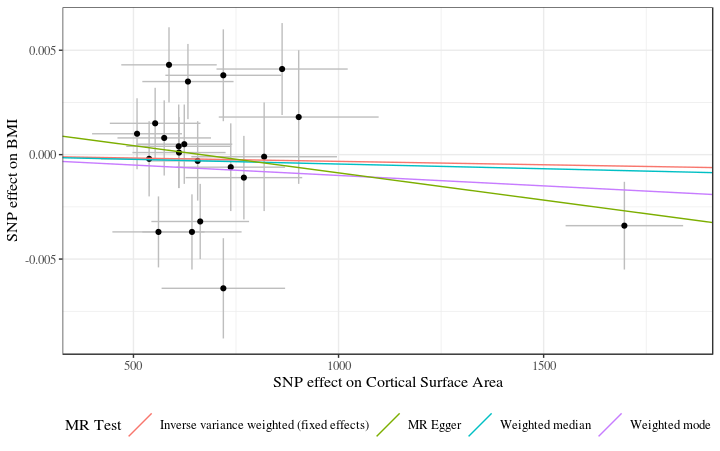 0.005
0.000
-0.005
SNP effect on BMI
500
1000
1500
SNP effect on Cortical Surface Area
MR Test
Inverse variance weighted (fixed effects)
MR Egger
Weighted median
Weighted mode